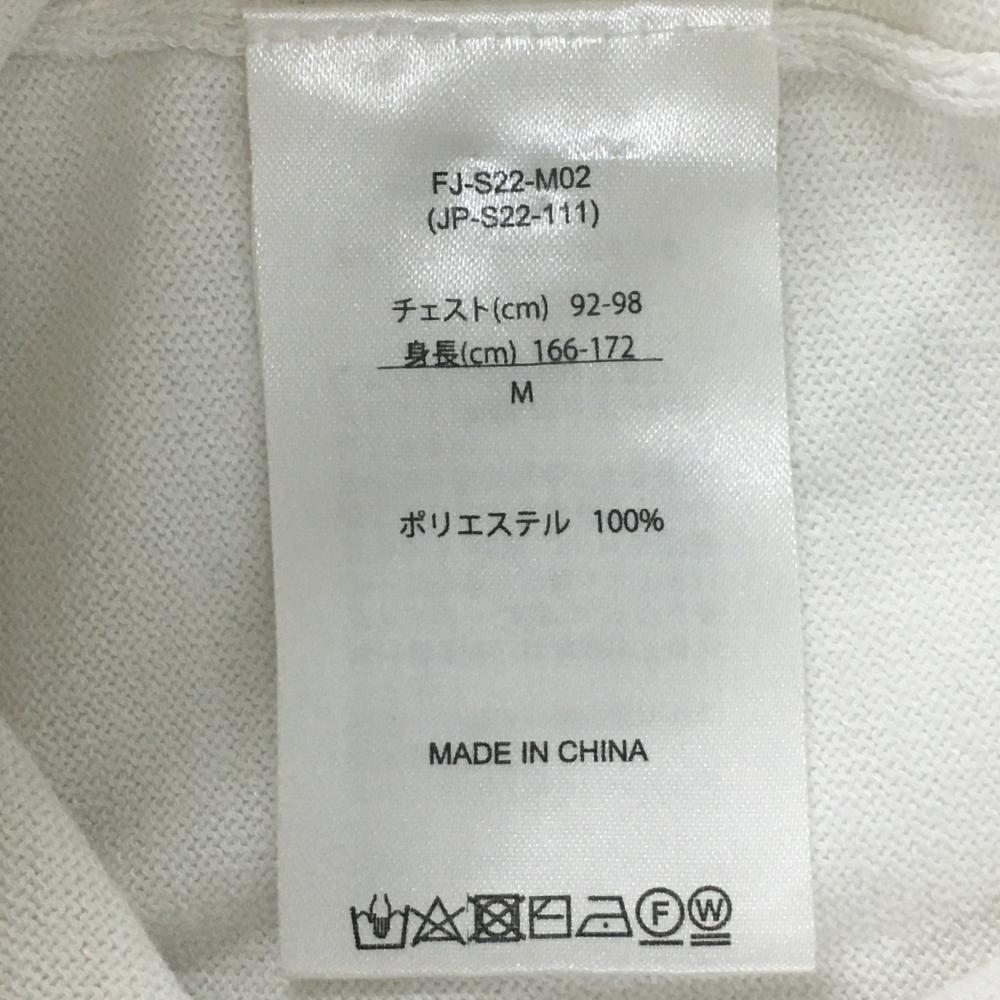 FJ-S22-M02
(JP-S22-111)
チェスト(cm) 92-98
身長(cm) 166-172
M
ポリエステル 100%
MADE IN CHINA
F W